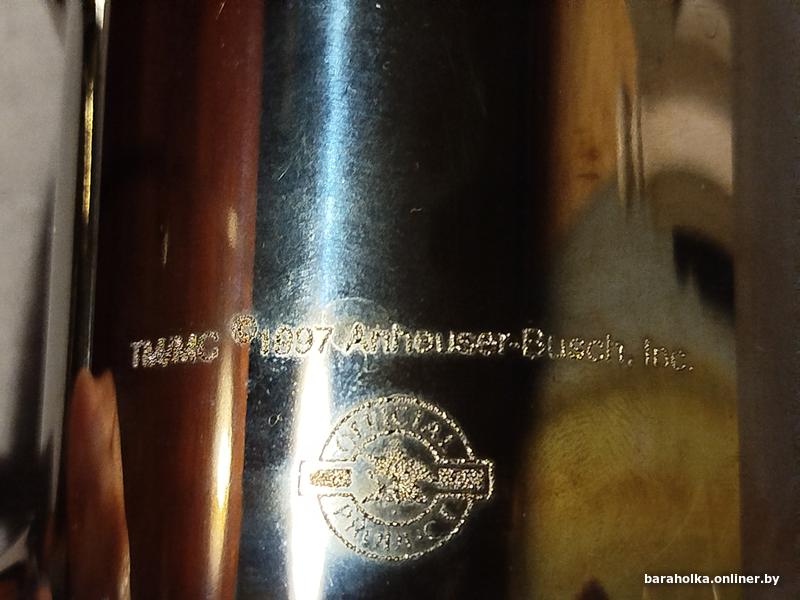 TM/MC ©1997 Anheuser-Busch, Inc.
OFFICIAL
PRODUCT
baraholka.onliner.by